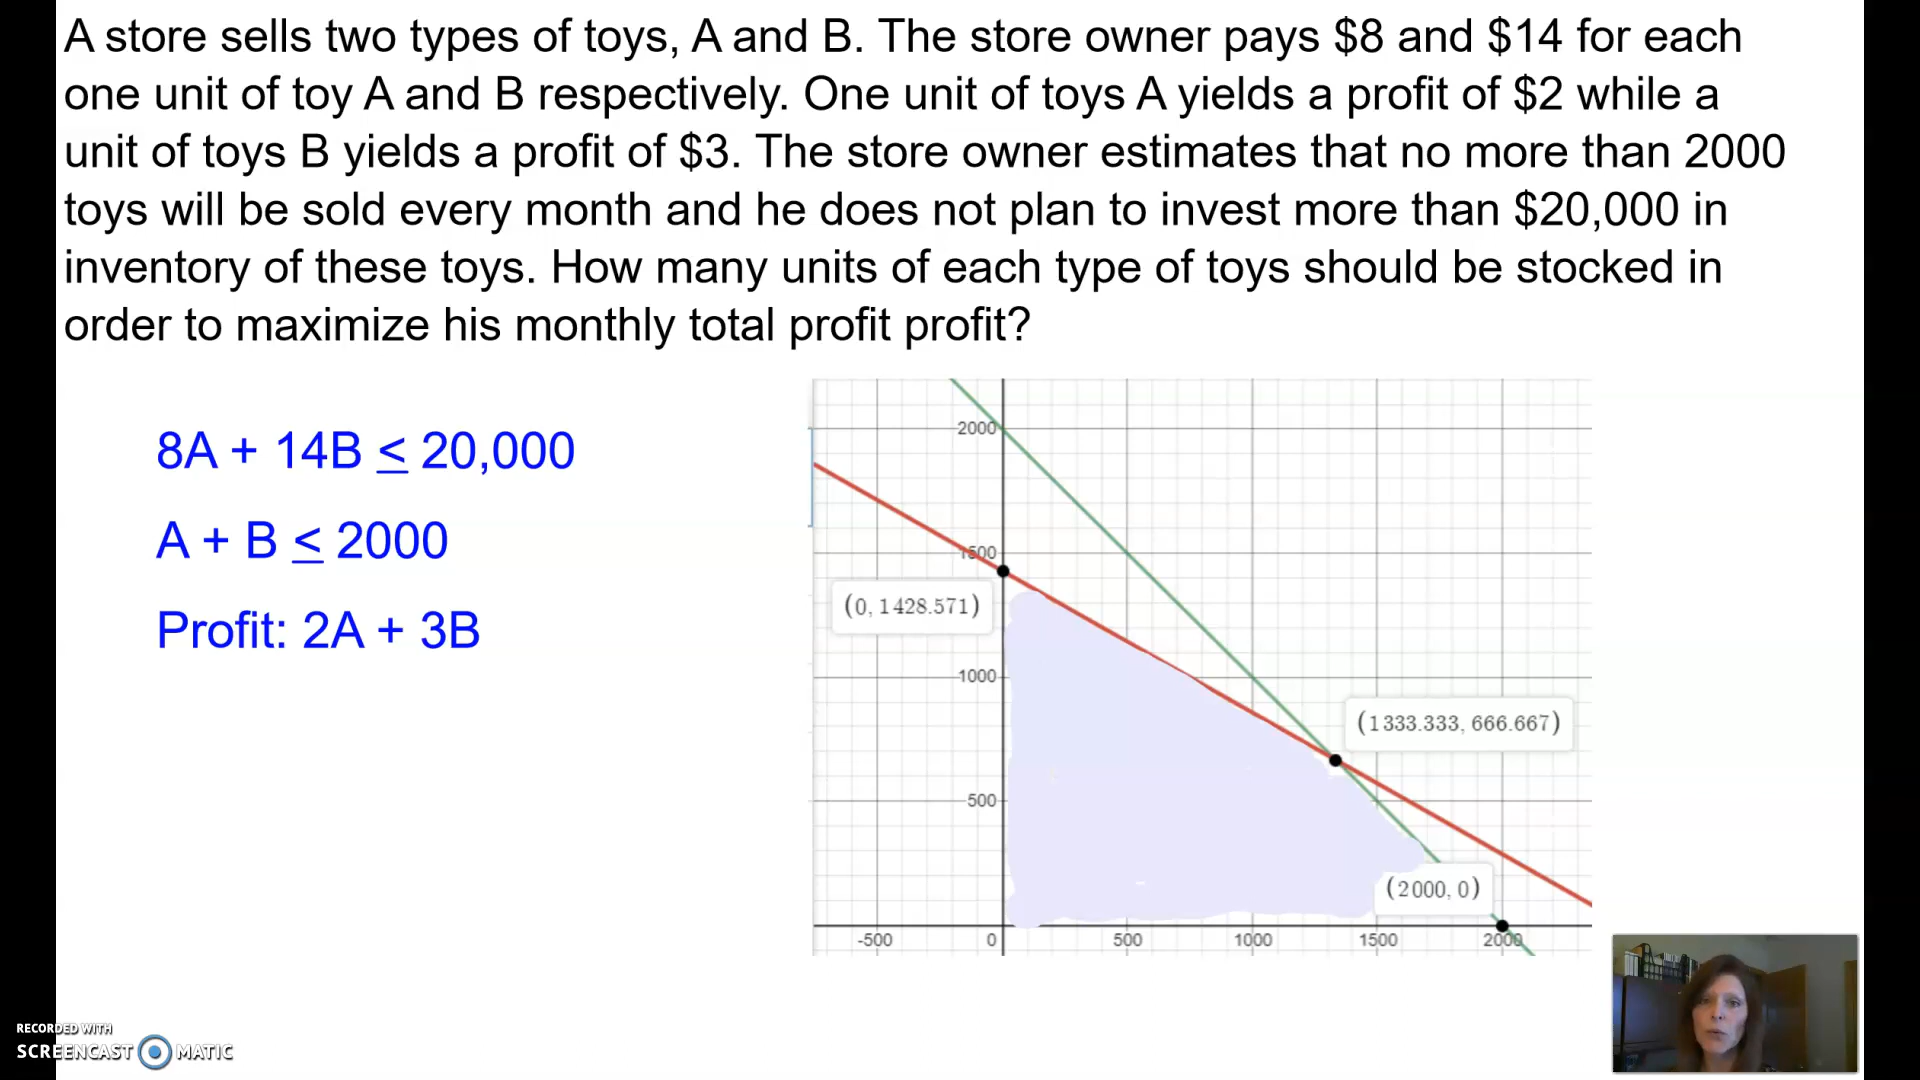 A store sells two types of toys, A and B. The store owner pays $8 and $14 for each
one unit of toy A and B respectively. One unit of toys A yields a profit of $2 while a
unit of toys B yields a profit of $3. The store owner estimates that no more than 2000
toys will be sold every month and he does not plan to invest more than $20,000 in
inventory of these toys. How many units of each type of toys should be stocked in
order to maximize his monthly total profit profit?
8A + 14B ≤ 20,000
A + B ≤ 2000
Profit: 2A + 3B
2000
1500
(0, 1428.571)
1000
(1333.333, 666.667)
500
(2000, 0)
-500 0 500 1000 1500 2000
RECORDED WITH
SCREENCAST MATIC